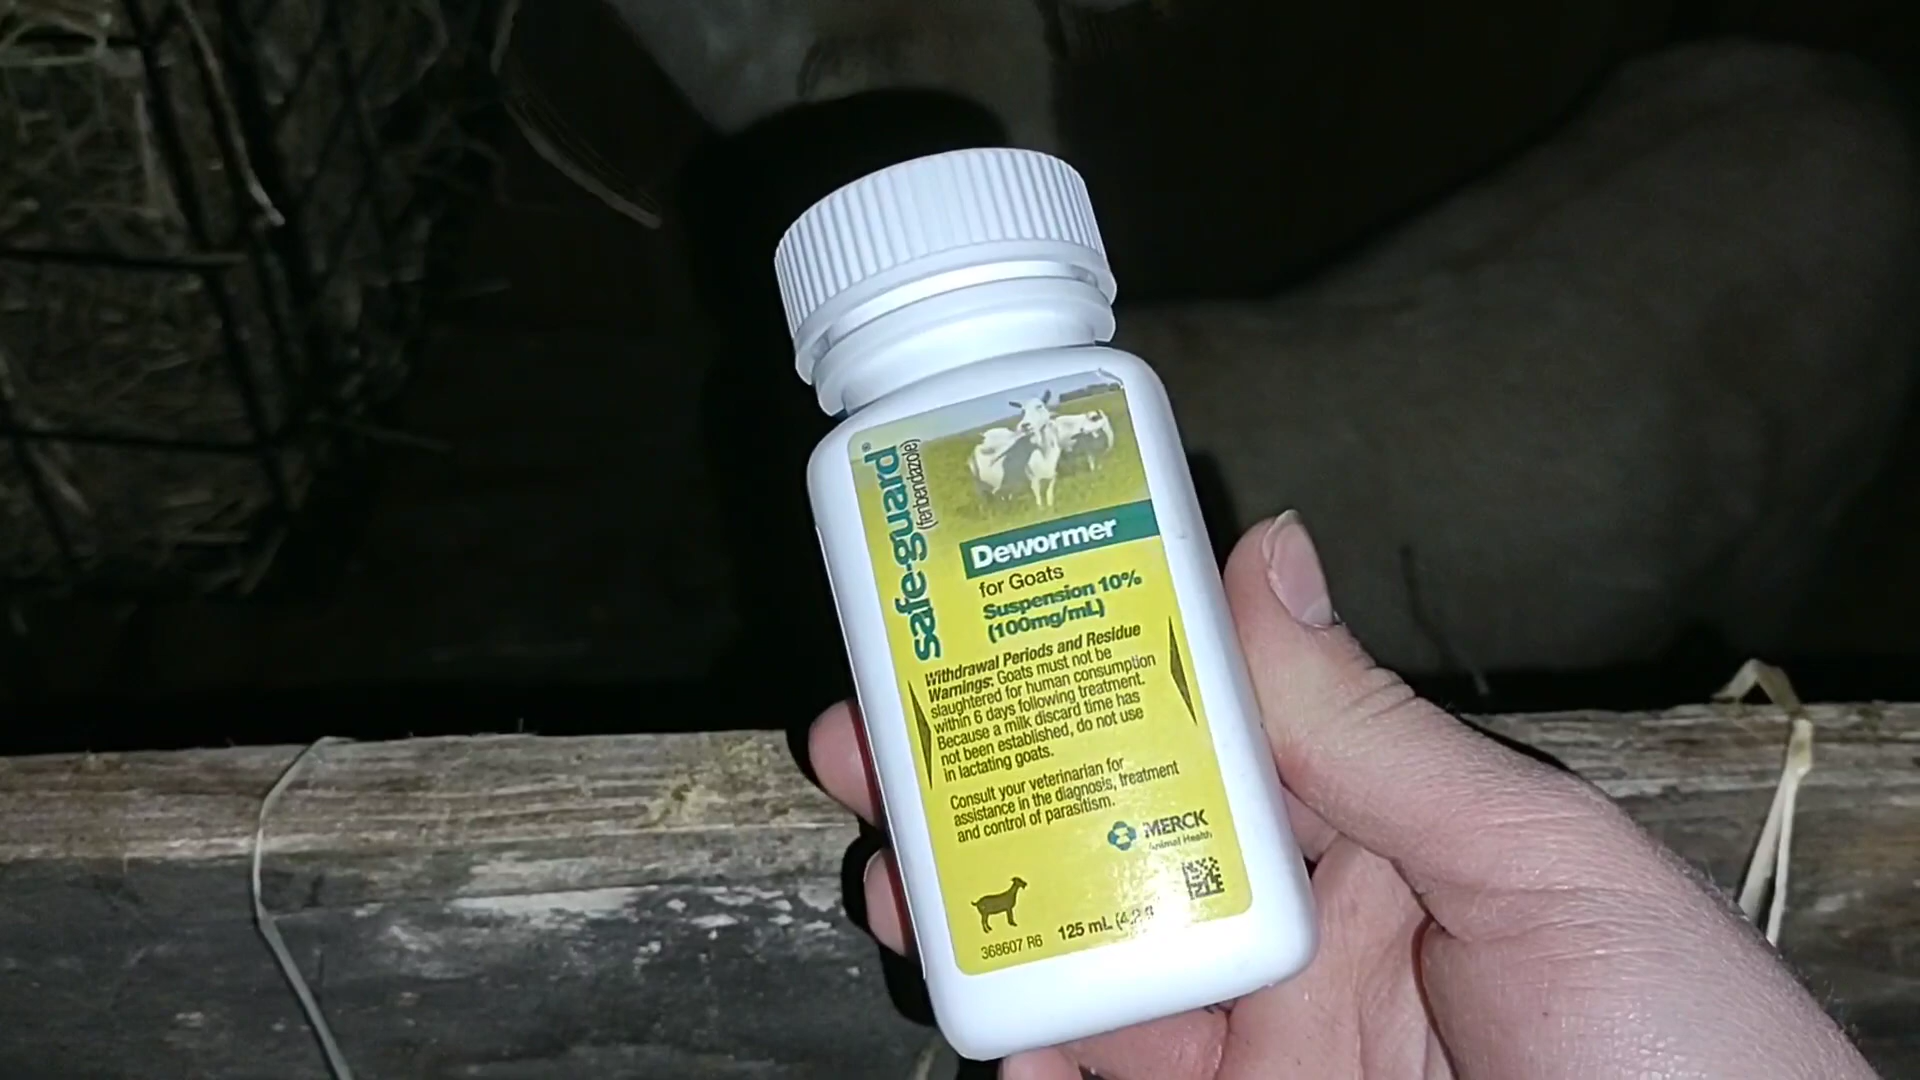 safe-guard®
(fenbendazole)
Dewormer
for Goats
Suspension 10%
(100mg/mL)
Withdrawal Periods and Residue
Warnings: Goats must not be
slaughtered for human consumption
within 6 days following treatment.
Because a milk discard time has
not been established, do not use
in lactating goats.
Consult your veterinarian for
assistance in the diagnosis, treatment
and control of parasitism.
MERCK
Animal Health
368607 R6
125 mL (4.2